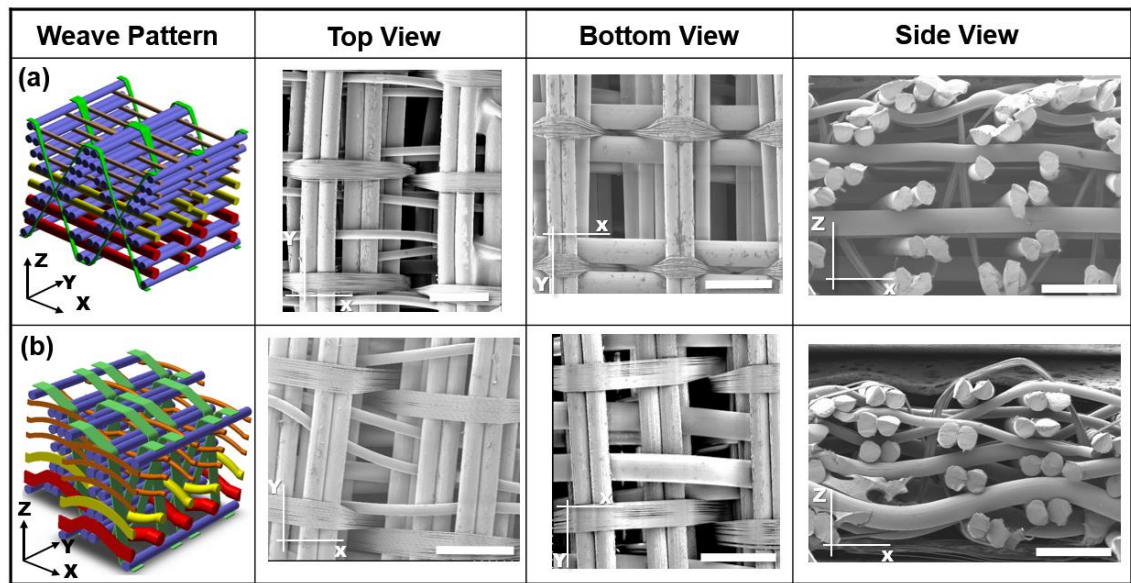 Weave Pattern
Top View
Bottom View
Side View
(a)
Z
Y
X
Y
X
X
Y
Z
X
(b)
Z
Y
X
Y
X
X
Y
Z
X